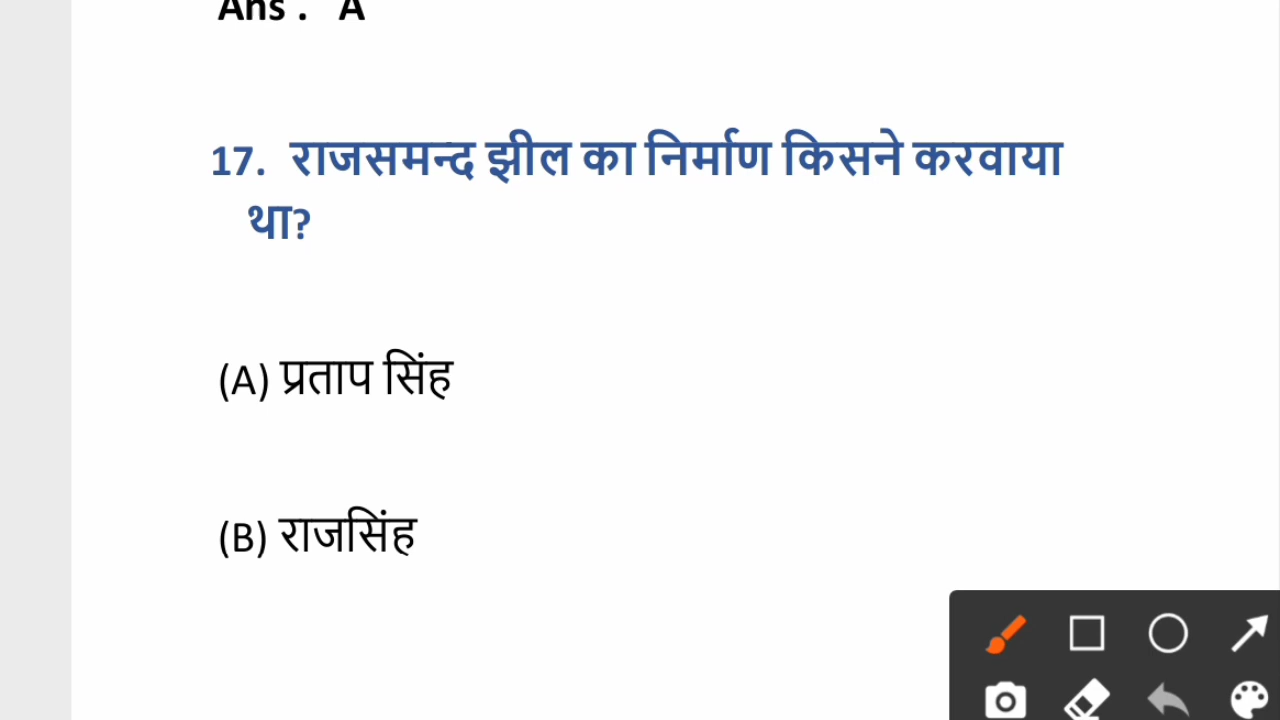 Ans . A
17. राजसमन्द झील का निर्माण किसने करवाया
था?
(A) प्रताप सिंह
(B) राजसिंह